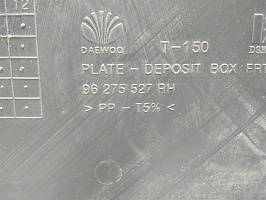 12
DAEWOO
T-150
PLATE - DEPOSIT BOX FRT
96 275 527 RH
> PP - T5% <